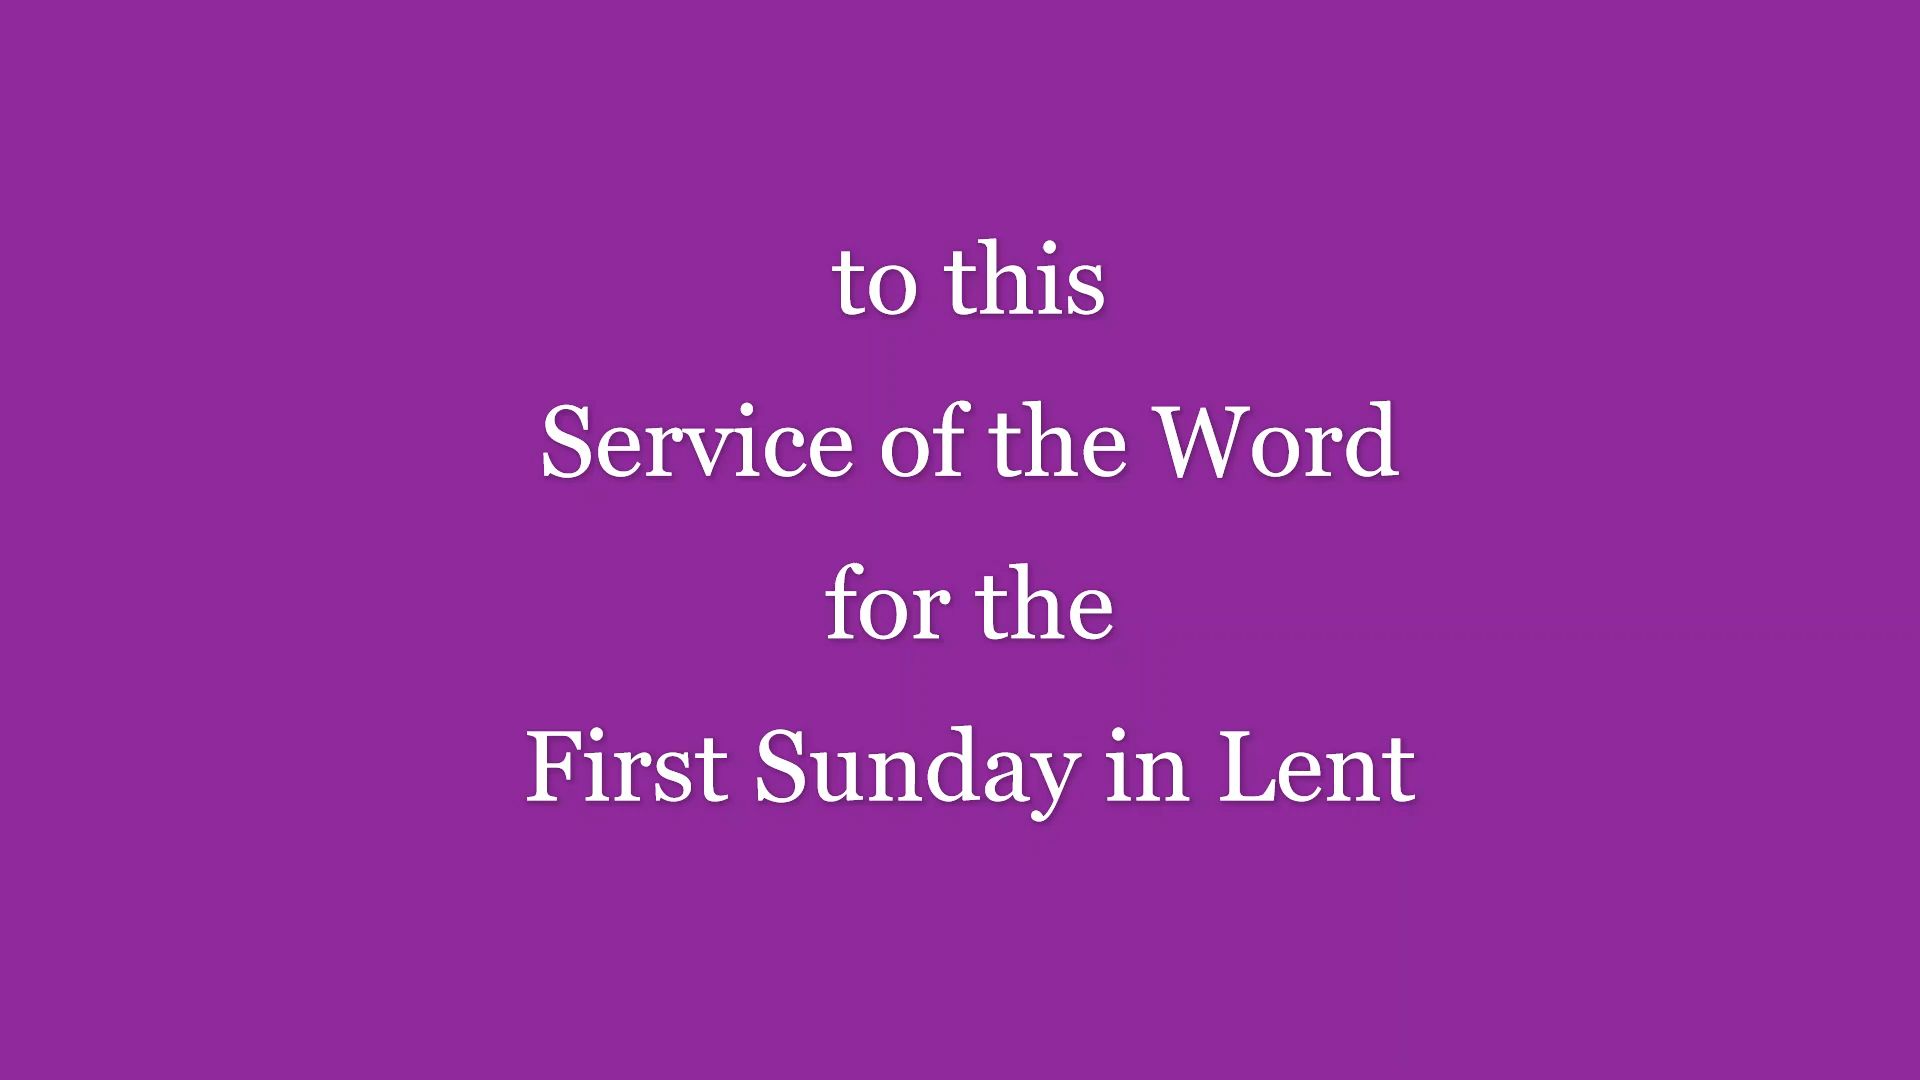 to this
Service of the Word
for the
First Sunday in Lent